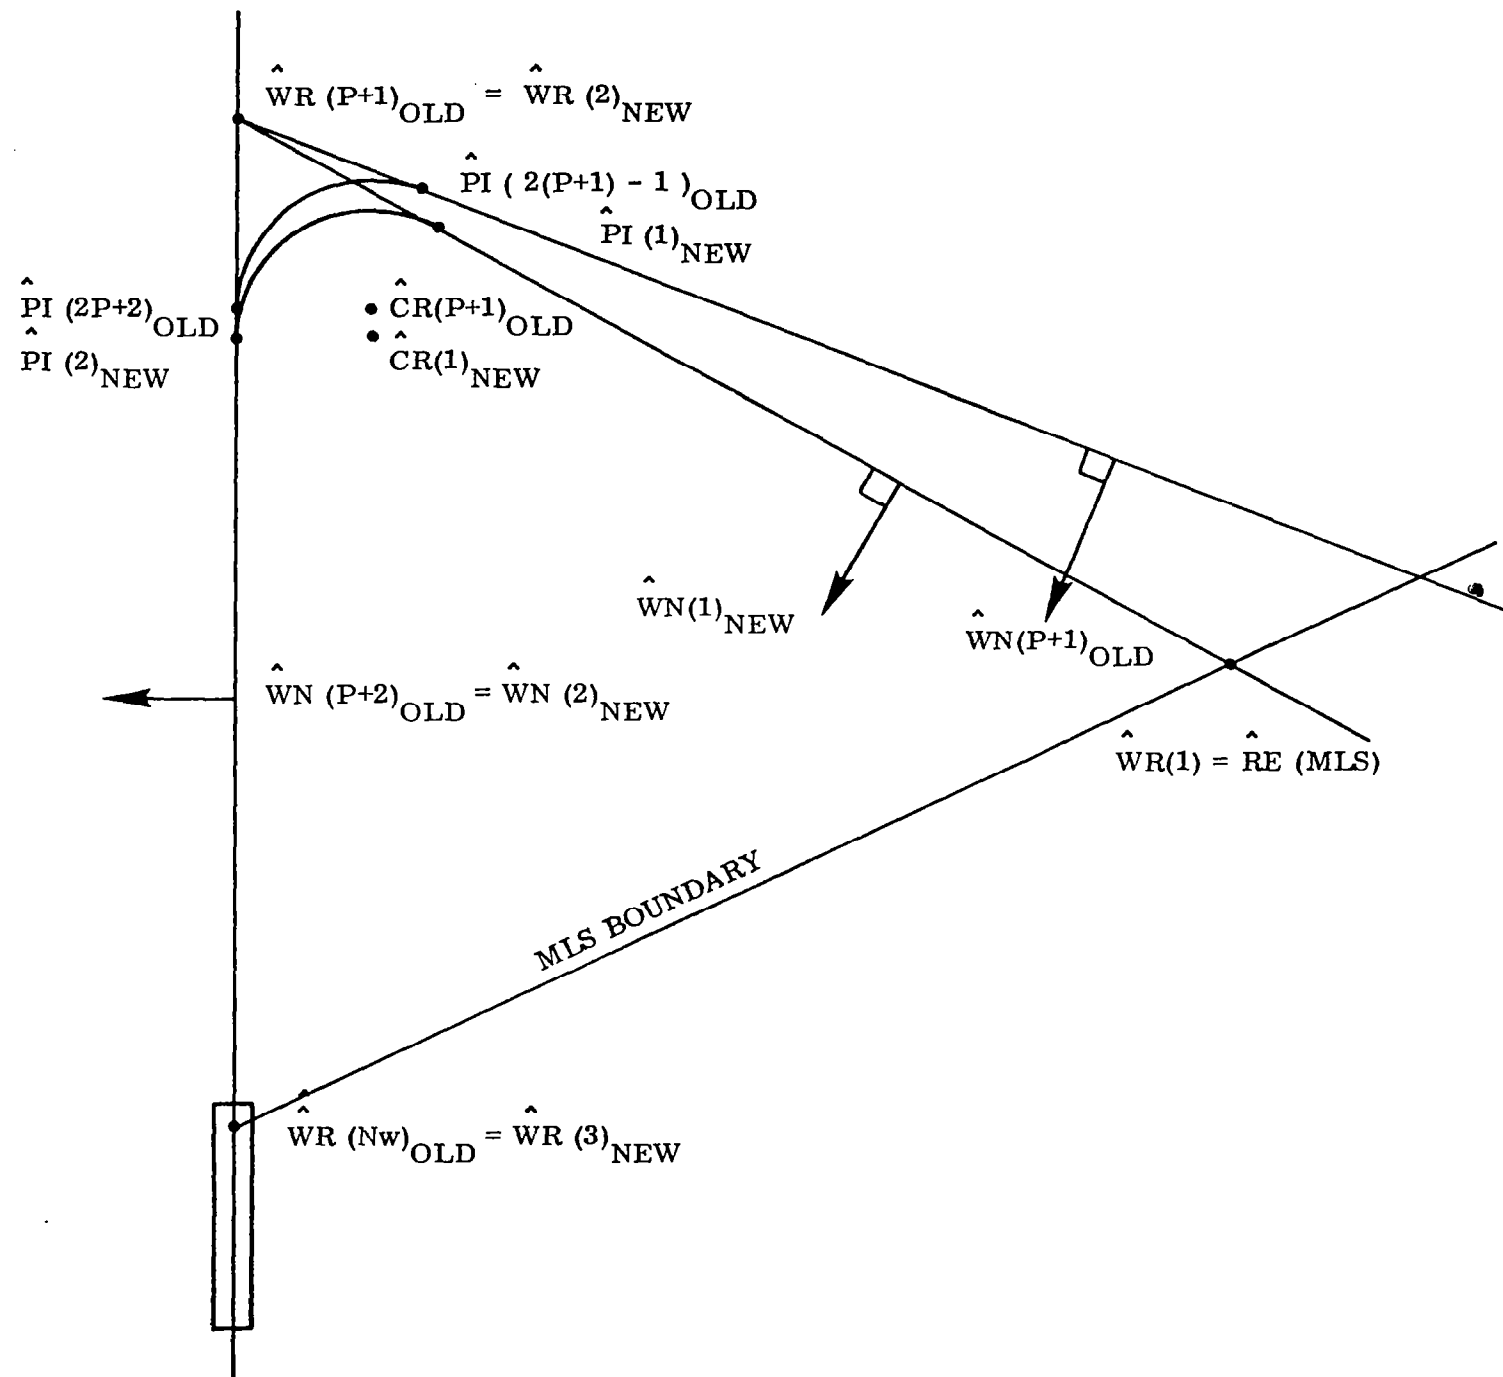 ŴR (P+1)OLD = ŴR (2)NEW
P̂I ( 2(P+1) - 1 )OLD
P̂I (1)NEW
P̂I (2P+2)OLD
P̂I (2)NEW
ĈR(P+1)OLD
ĈR(1)NEW
ŴN(1)NEW
ŴN(P+1)OLD
ŴN (P+2)OLD = ŴN (2)NEW
ŴR(1) = R̂E (MLS)
MLS BOUNDARY
ŴR (Nw)OLD = ŴR (3)NEW